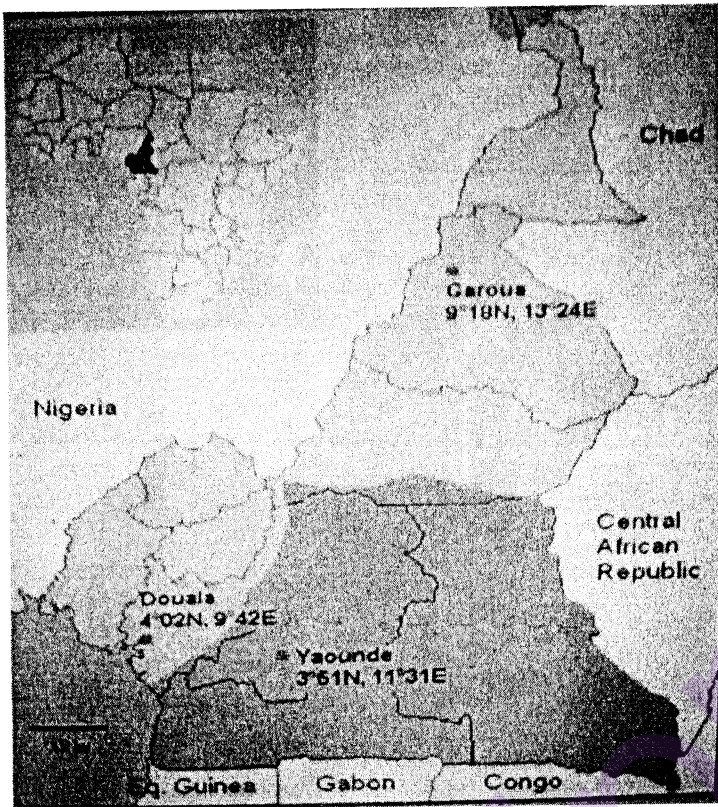 Chad
Garoua
9°18N, 13°24E
Nigeria
Central
African
Republic
Douala
4°02N, 9°42E
Yaounde
3°51N, 11°31E
Eq. Guinea
Gabon
Congo